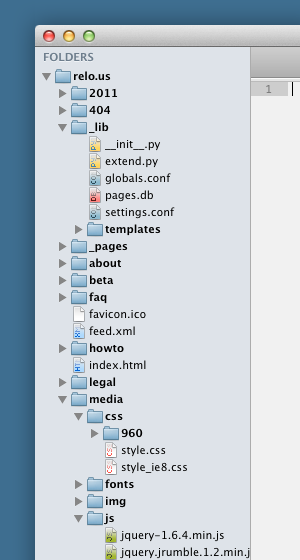 FOLDERS
relo.us
2011
404
_lib
__init__.py
extend.py
globals.conf
pages.db
settings.conf
templates
_pages
about
beta
faq
favicon.ico
feed.xml
howto
index.html
legal
media
css
960
style.css
style_ie8.css
fonts
img
js
jquery-1.6.4.min.js
jquery.jrumble.1.2.min.j
1